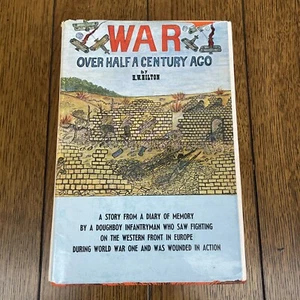 WAR
OVER HALF A CENTURY AGO
by
R.W.HILTON
A STORY FROM A DIARY OF MEMORY
BY A DOUGHBOY INFANTRYMAN WHO SAW FIGHTING
ON THE WESTERN FRONT IN EUROPE
DURING WORLD WAR ONE AND WAS WOUNDED IN ACTION